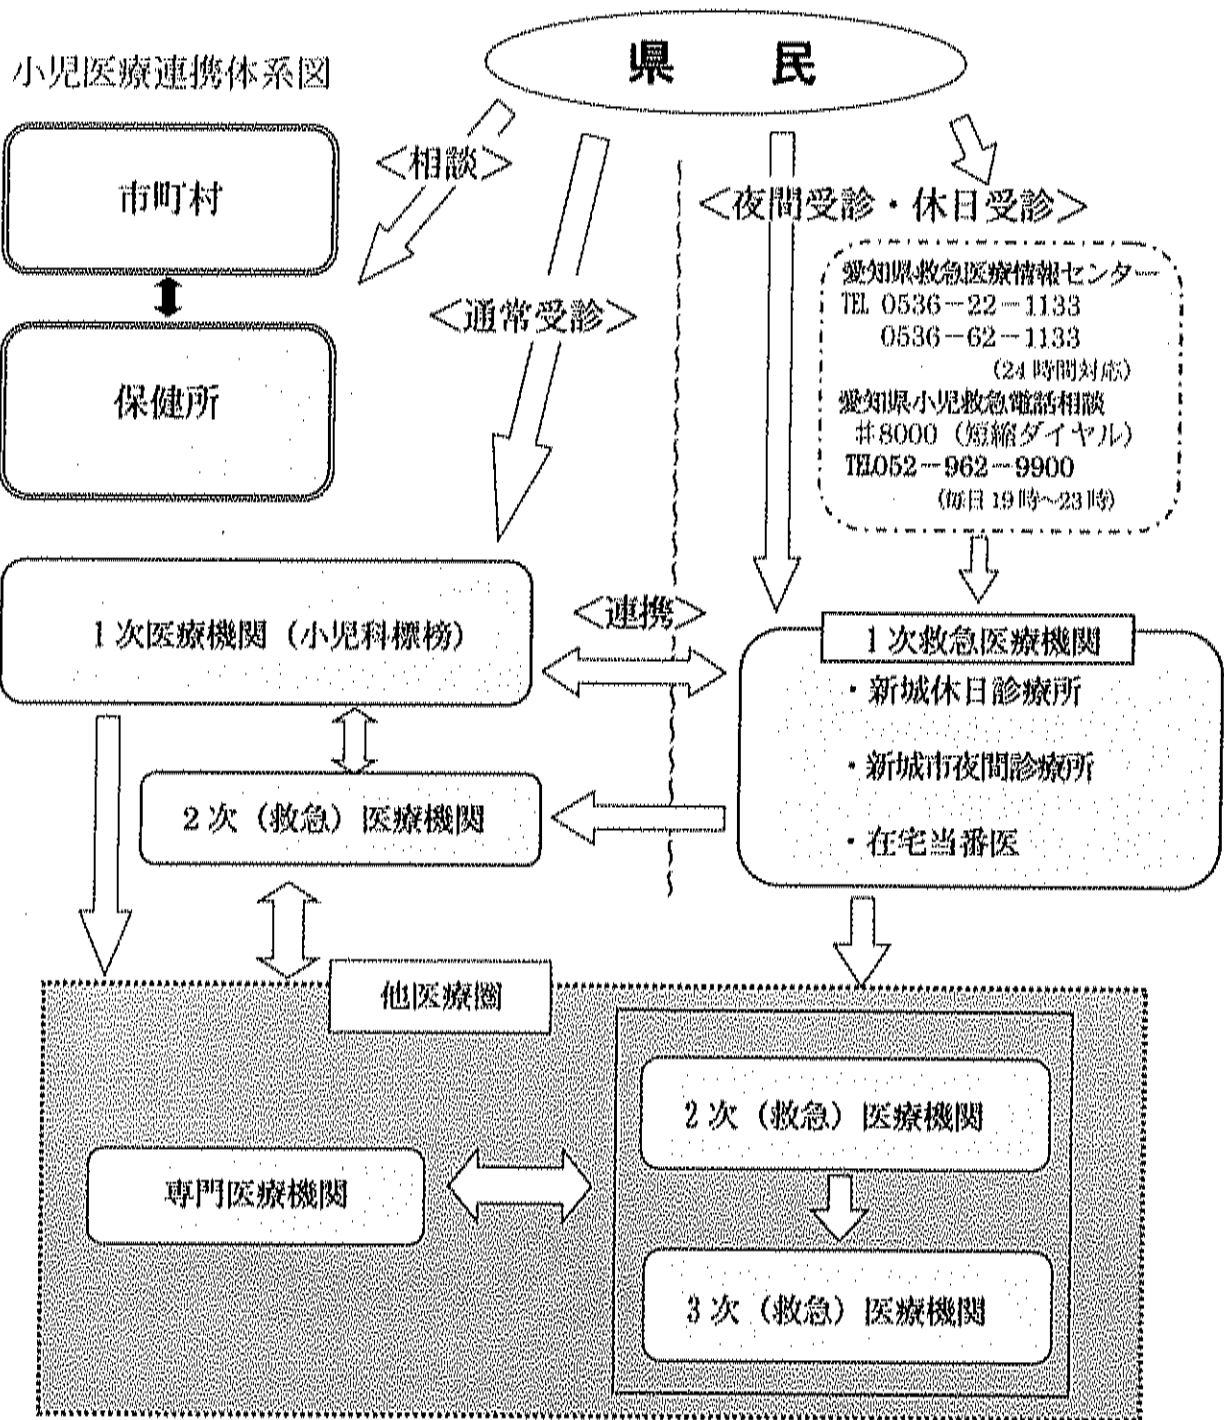 小児医療連携体系図
県 民
市町村
保健所
<相談>
<通常受診>
<夜間受診・休日受診>
愛知県救急医療情報センター
TEL 0536-22-1133
0536-62-1133
(24時間対応)
愛知県小児救急電話相談
#8000(短縮ダイヤル)
TEL052-962-9900
(毎日19時~23時)
1次医療機関(小児科標榜)
<連携>
1次救急医療機関
・新城休日診療所
・新城市夜間診療所
・在宅当番医
2次(救急)医療機関
他医療圏
専門医療機関
2次(救急)医療機関
3次(救急)医療機関